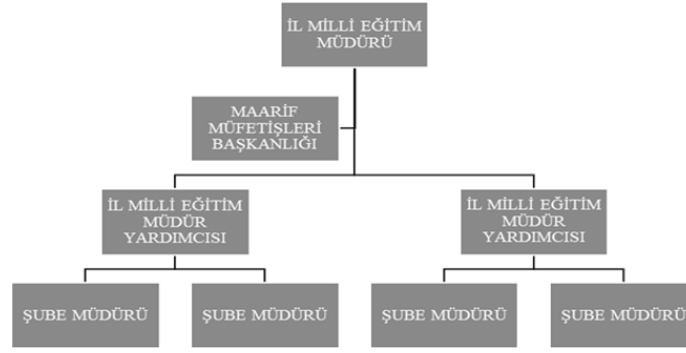 İL MİLLİ EĞİTİM
MÜDÜRÜ
MAARİF
MÜFETİŞLERİ
BAŞKANLIĞI
İL MİLLİ EĞİTİM
MÜDÜR
YARDIMCISI
İL MİLLİ EĞİTİM
MÜDÜR
YARDIMCISI
ŞUBE MÜDÜRÜ
ŞUBE MÜDÜRÜ
ŞUBE MÜDÜRÜ
ŞUBE MÜDÜRÜ